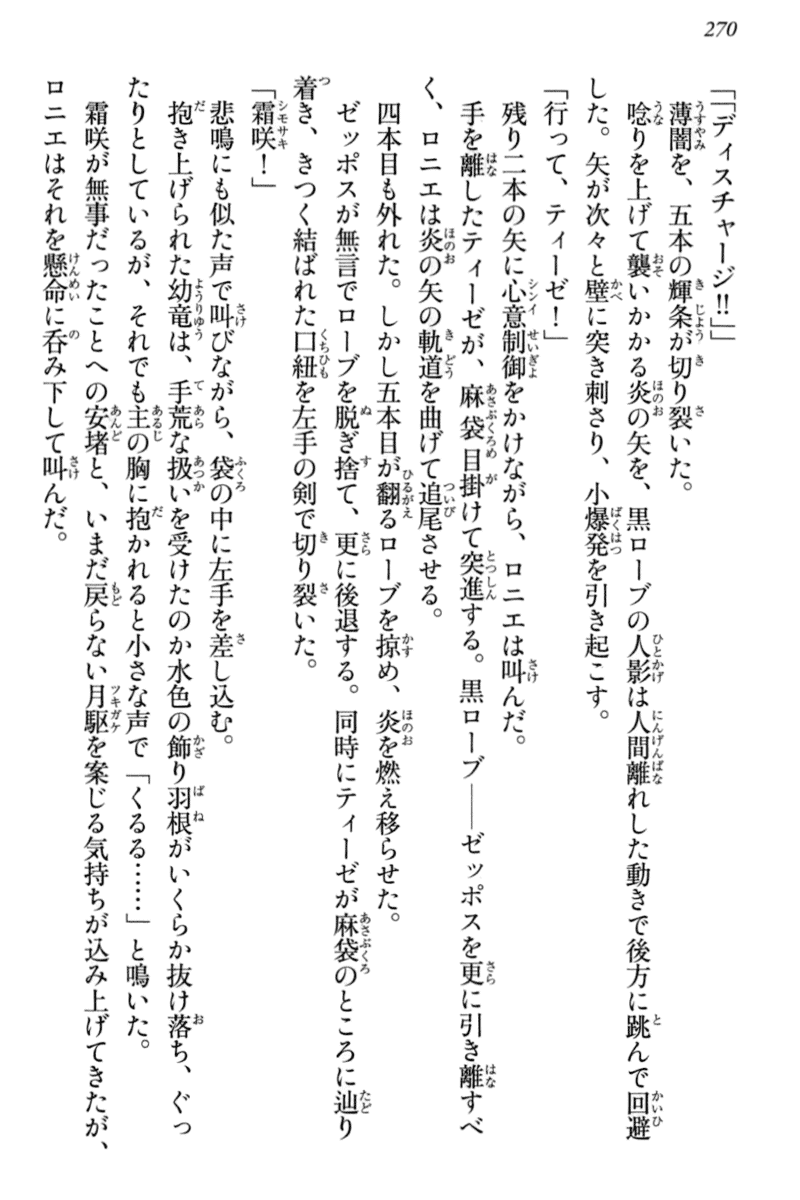 270
「「ディスチャージ!!」」
薄闇を、五本の輝条が切り裂いた。
唸りを上げて襲いかかる炎の矢を、黒ローブの人影は人間離れした動きで後方に跳んで回避
した。矢が次々と壁に突き刺さり、小爆発を引き起こす。
「行って、ティーゼ！」
残り二本の矢に心意制御をかけながら、ロニエは叫んだ。
手を離したティーゼが、麻袋目掛けて突進する。黒ローブ――ゼッポスを更に引き離すべ
く、ロニエは炎の矢の軌道を曲げて追尾させる。
四本目も外れた。しかし五本目が翻るローブを掠め、炎を燃え移らせた。
ゼッポスが無言でローブを脱ぎ捨て、更に後退する。同時にティーゼが麻袋のところに辿り
着き、きつく結ばれた口紐を左手の剣で切り裂いた。
「霜咲！」
悲鳴にも似た声で叫びながら、袋の中に左手を差し込む。
抱き上げられた幼竜は、手荒な扱いを受けたのか水色の飾り羽根がいくらか抜け落ち、ぐっ
たりとしているが、それでも主の胸に抱かれると小さな声で「くるる……」と鳴いた。
霜咲が無事だったことへの安堵と、いまだ戻らない月駆を案じる気持ちが込み上げてきたが、
ロニエはそれを懸命に呑み下して叫んだ。